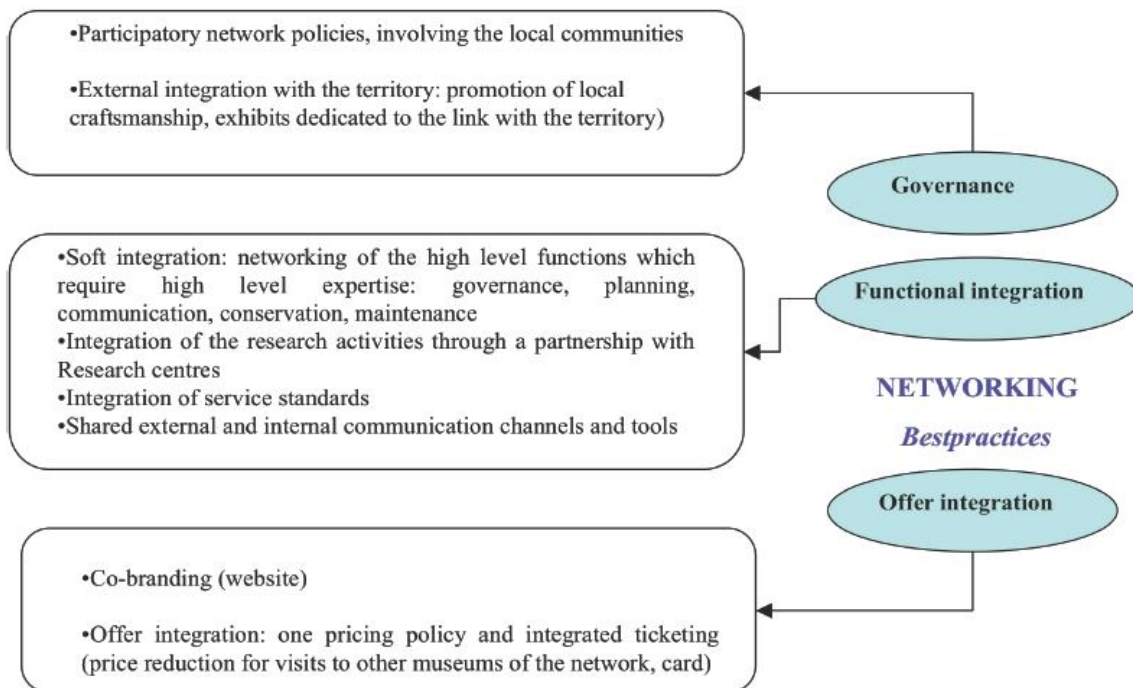 •Participatory network policies, involving the local communities
•External integration with the territory: promotion of local
craftsmanship, exhibits dedicated to the link with the territory)
Governance
•Soft integration: networking of the high level functions which
require high level expertise: governance, planning,
communication, conservation, maintenance
•Integration of the research activities through a partnership with
Research centres
•Integration of service standards
•Shared external and internal communication channels and tools
Functional integration
NETWORKING
Bestpractices
Offer integration
•Co-branding (website)
•Offer integration: one pricing policy and integrated ticketing
(price reduction for visits to other museums of the network, card)